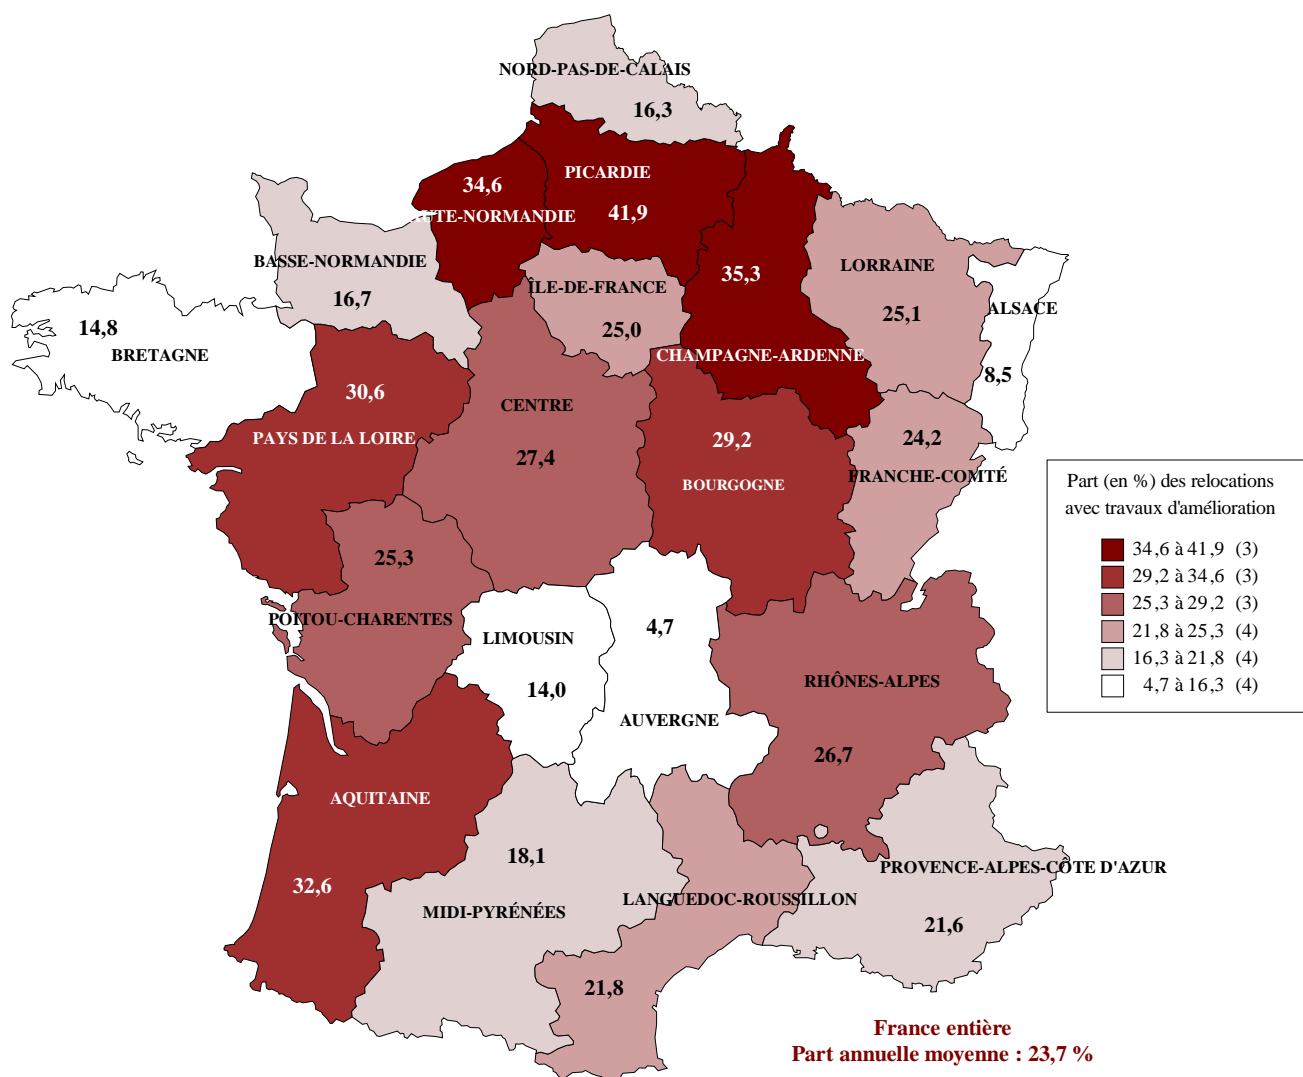 NORD-PAS-DE-CALAIS
16,3
PICARDIE
41,9
34,6
AUTE-NORMANDIE
BASSE-NORMANDIE
16,7
ÎLE-DE-FRANCE
25,0
35,3
CHAMPAGNE-ARDENNE
LORRAINE
25,1
ALSACE
8,5
14,8
BRETAGNE
30,6
PAYS DE LA LOIRE
CENTRE
27,4
29,2
BOURGOGNE
24,2
FRANCHE-COMTÉ
25,3
POITOU-CHARENTES
LIMOUSIN
14,0
4,7
AUVERGNE
RHÔNES-ALPES
26,7
AQUITAINE
32,6
18,1
MIDI-PYRÉNÉES
LANGUEDOC-ROUSSILLON
21,8
PROVENCE-ALPES-CÔTE D'AZUR
21,6
Part (en %) des relocations
avec travaux d'amélioration
34,6 à 41,9 (3)
29,2 à 34,6 (3)
25,3 à 29,2 (3)
21,8 à 25,3 (4)
16,3 à 21,8 (4)
4,7 à 16,3 (4)
France entière
Part annuelle moyenne : 23,7 %